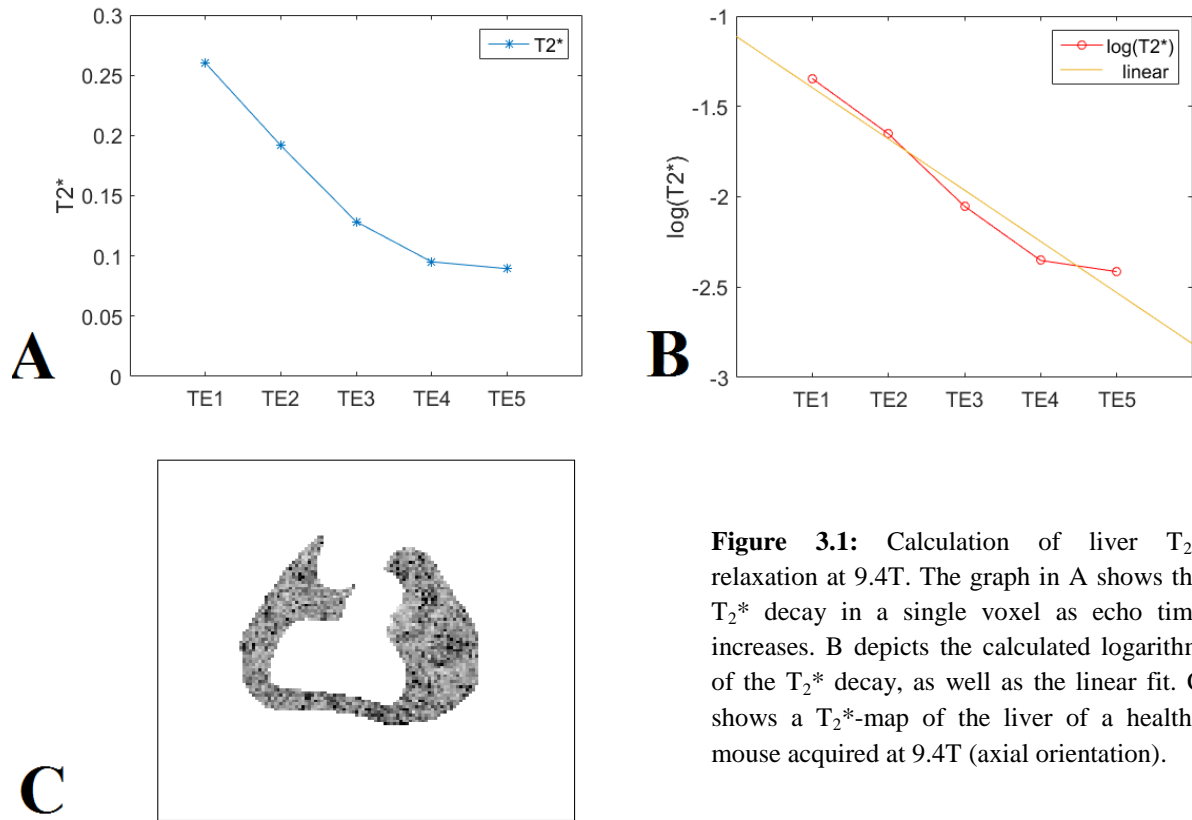 0.3
0.25
0.2
0.15
0.1
0.05
0
T2*
T2*
TE1 TE2 TE3 TE4 TE5
A
-1
-1.5
-2
-2.5
-3
log(T2*)
log(T2*)
linear
TE1 TE2 TE3 TE4 TE5
B
C
Figure 3.1: Calculation of liver T₂
relaxation at 9.4T. The graph in A shows th
T₂* decay in a single voxel as echo tim
increases. B depicts the calculated logarithm
of the T₂* decay, as well as the linear fit. C
shows a T₂*-map of the liver of a health
mouse acquired at 9.4T (axial orientation).